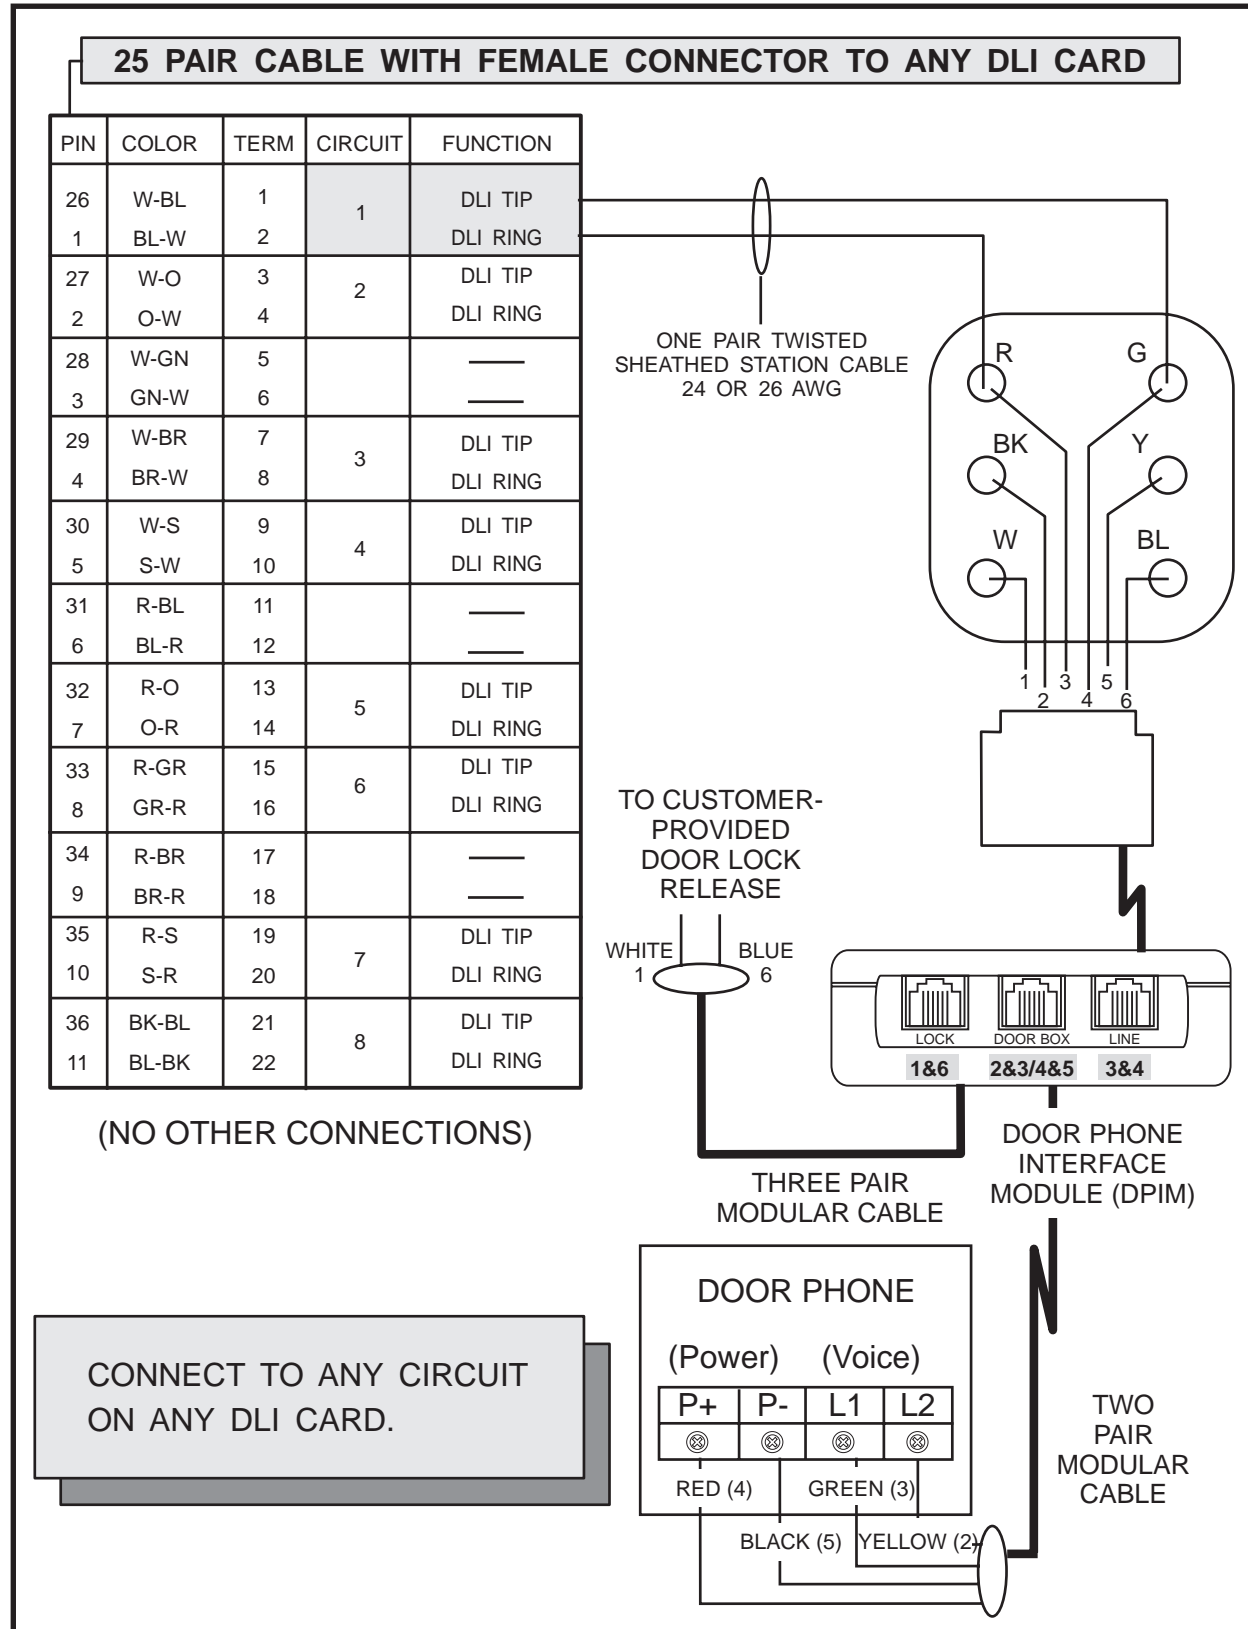 25 PAIR CABLE WITH FEMALE CONNECTOR TO ANY DLI CARD
PIN COLOR TERM CIRCUIT FUNCTION
26 W-BL 1 1 DLI TIP
1 BL-W 2 DLI RING
27 W-O 3 2 DLI TIP
2 O-W 4 DLI RING
28 W-GN 5
3 GN-W 6
29 W-BR 7 3 DLI TIP
4 BR-W 8 DLI RING
30 W-S 9 4 DLI TIP
5 S-W 10 DLI RING
31 R-BL 11
6 BL-R 12
32 R-O 13 5 DLI TIP
7 O-R 14 DLI RING
33 R-GR 15 6 DLI TIP
8 GR-R 16 DLI RING
34 R-BR 17
9 BR-R 18
35 R-S 19 7 DLI TIP
10 S-R 20 DLI RING
36 BK-BL 21 8 DLI TIP
11 BL-BK 22 DLI RING
(NO OTHER CONNECTIONS)
ONE PAIR TWISTED
SHEATHED STATION CABLE
24 OR 26 AWG
R G
BK Y
W BL
1 2 3 4 5 6
TO CUSTOMER-
PROVIDED
DOOR LOCK
RELEASE
WHITE BLUE
1 6
LOCK DOOR BOX LINE
1&6 2&3/4&5 3&4
THREE PAIR
MODULAR CABLE
DOOR PHONE
INTERFACE
MODULE (DPIM)
DOOR PHONE
(Power) (Voice)
P+ P- L1 L2
RED (4) GREEN (3)
BLACK (5) YELLOW (2)
TWO
PAIR
MODULAR
CABLE
CONNECT TO ANY CIRCUIT
ON ANY DLI CARD.